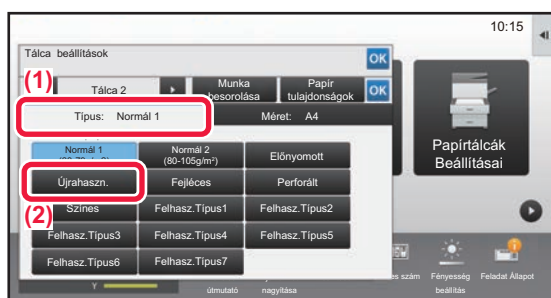 10:15
Tálca beállítások
OK
(1)
Tálca 2
Munka besorolása
Papír tulajdonságok
OK
Típus: Normál 1
Méret: A4
Normál 1
Normál 2
(80-105g/m²)
Előnyomott
Újrahaszn.
Fejléces
Perforált
(2)
Színes
Felhasz.Típus1
Felhasz.Típus2
Felhasz.Típus3
Felhasz.Típus4
Felhasz.Típus5
Felhasz.Típus6
Felhasz.Típus7
Papírtálcák
Beállításai
Y
útmutató
nagyítása
szám
Fényesség
beállítás
Feladat Állapot